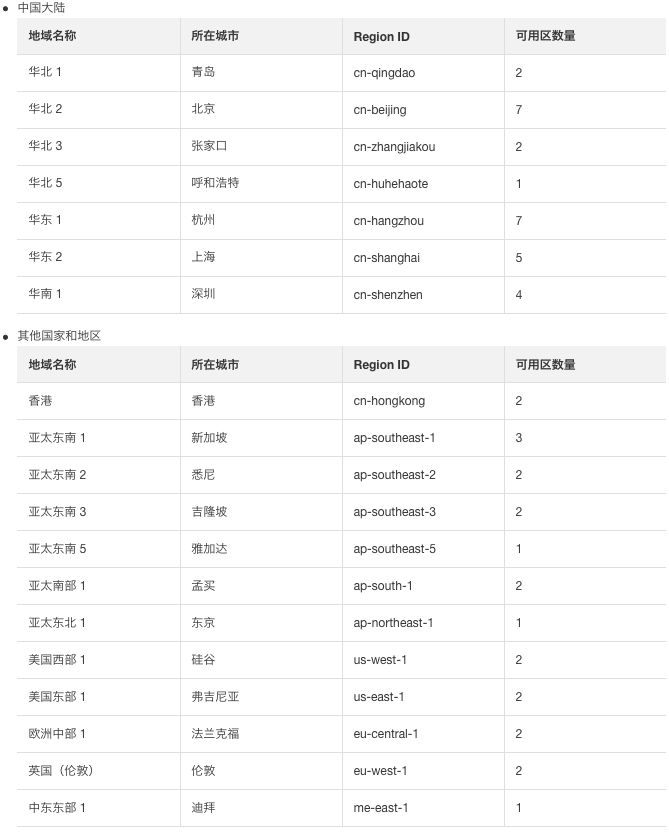 中国大陆
地域名称 所在城市 Region ID 可用区数量
华北 1 青岛 cn-qingdao 2
华北 2 北京 cn-beijing 7
华北 3 张家口 cn-zhangjiakou 2
华北 5 呼和浩特 cn-huhehaote 1
华东 1 杭州 cn-hangzhou 7
华东 2 上海 cn-shanghai 5
华南 1 深圳 cn-shenzhen 4
其他国家和地区
地域名称 所在城市 Region ID 可用区数量
香港 香港 cn-hongkong 2
亚太东南 1 新加坡 ap-southeast-1 3
亚太东南 2 悉尼 ap-southeast-2 2
亚太东南 3 吉隆坡 ap-southeast-3 2
亚太东南 5 雅加达 ap-southeast-5 1
亚太南部 1 孟买 ap-south-1 2
亚太东北 1 东京 ap-northeast-1 1
美国西部 1 硅谷 us-west-1 2
美国东部 1 弗吉尼亚 us-east-1 2
欧洲中部 1 法兰克福 eu-central-1 2
英国（伦敦） 伦敦 eu-west-1 2
中东东部 1 迪拜 me-east-1 1